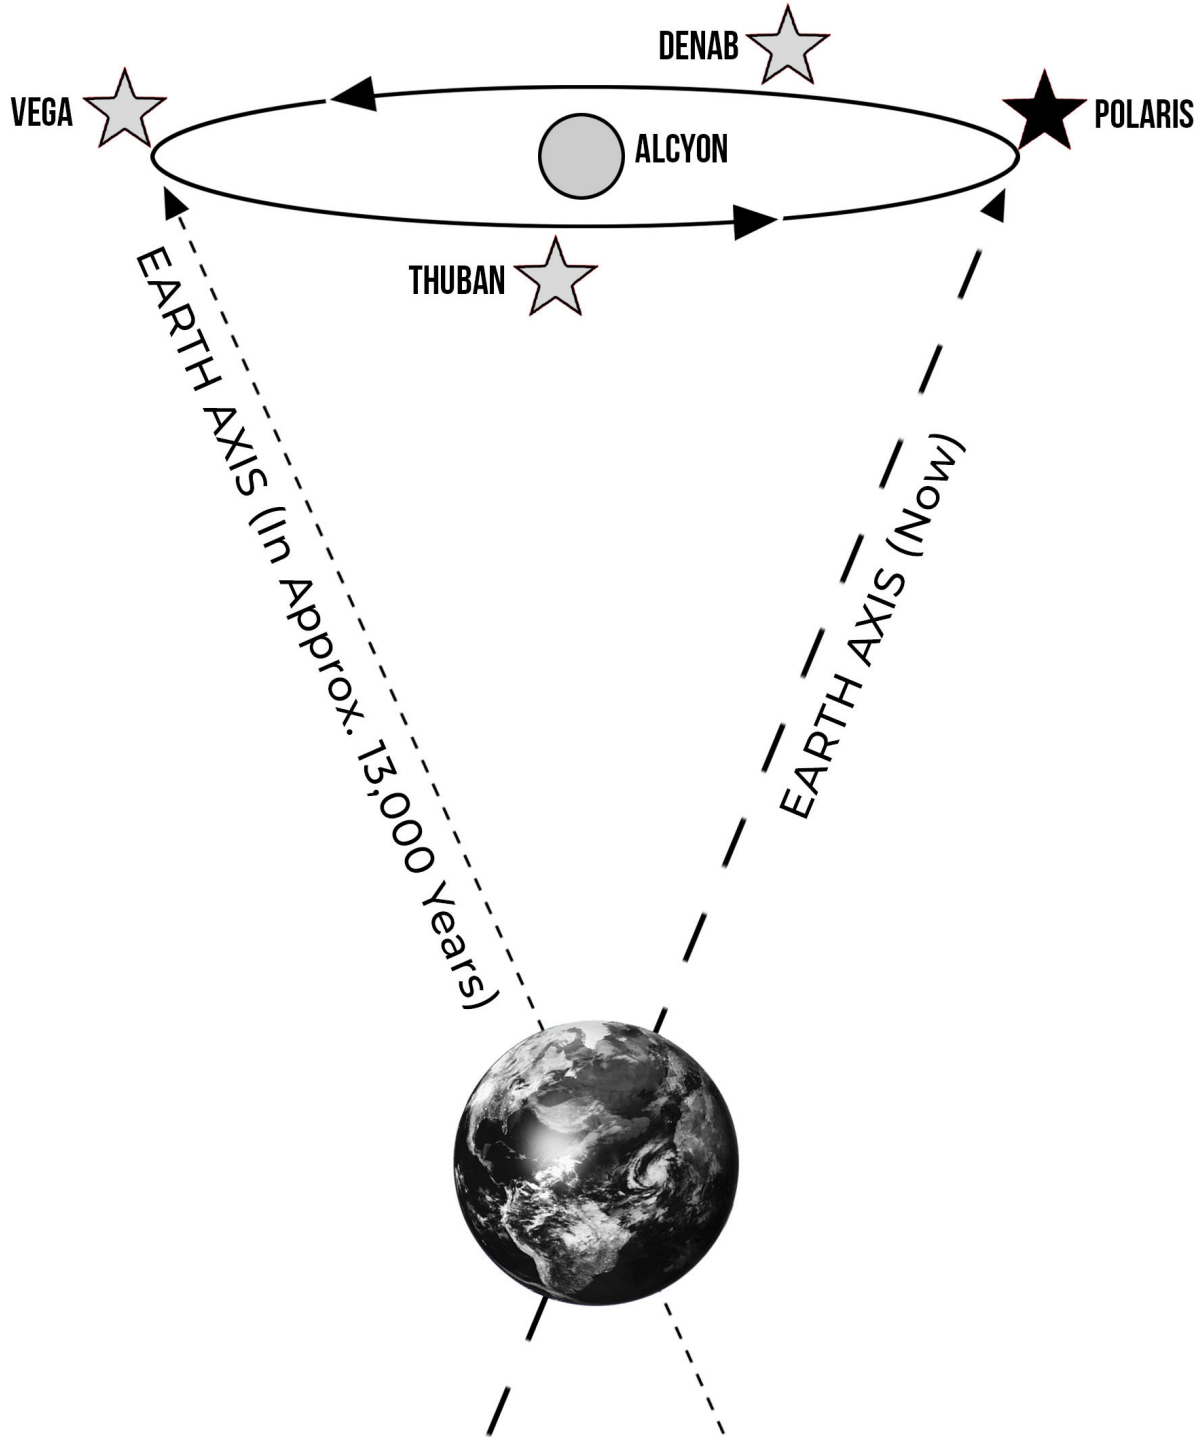 DENAB
VEGA
POLARIS
ALCYON
THUBAN
EARTH AXIS (In Approx. 13,000 Years)
EARTH AXIS (Now)